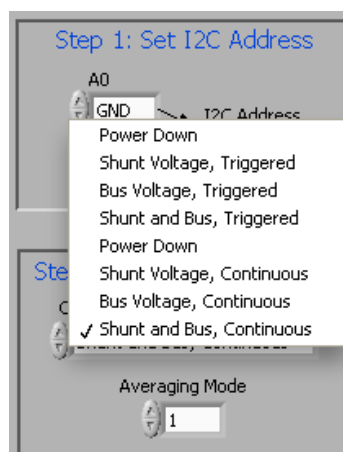 Step 1: Set I2C Address
A0
GND
I2C Address
Power Down
Shunt Voltage, Triggered
Bus Voltage, Triggered
Shunt and Bus, Triggered
Power Down
Shunt Voltage, Continuous
Bus Voltage, Continuous
✓ Shunt and Bus, Continuous
Ste
Averaging Mode
1